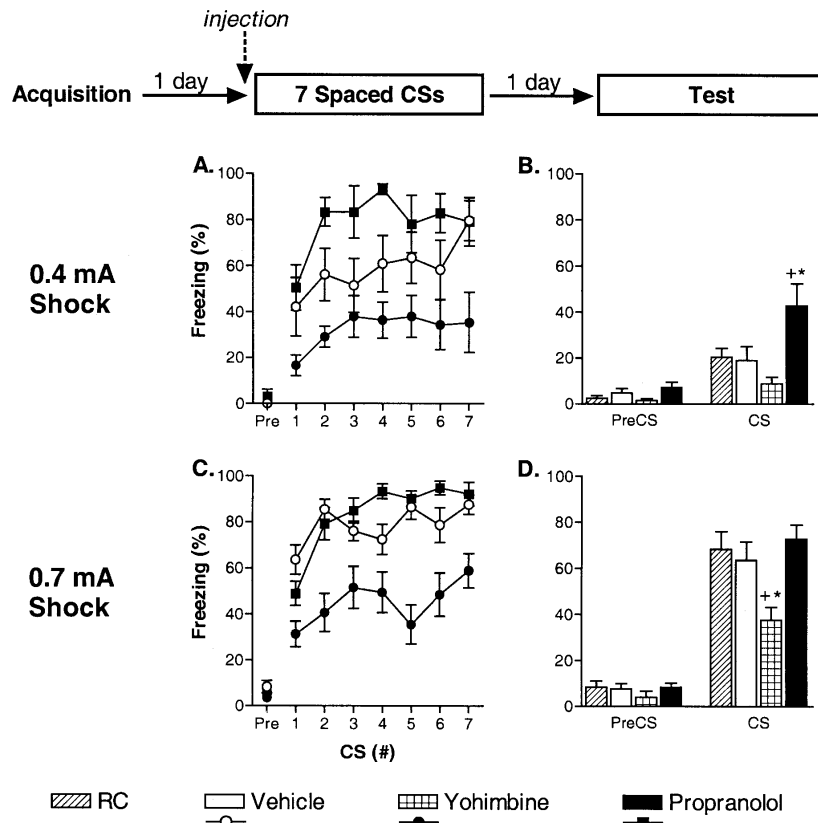 injection
Acquisition 1 day 7 Spaced CSs 1 day Test
A. B.
0.4 mA
Shock
Freezing (%)
100
80
60
40
20
0
Pre 1 2 3 4 5 6 7
100
80
60
40
20
0
+*
PreCS CS
C. D.
0.7 mA
Shock
Freezing (%)
100
80
60
40
20
0
Pre 1 2 3 4 5 6 7
CS (#)
100
80
60
40
20
0
+*
PreCS CS
RC Vehicle Yohimbine Propranolol